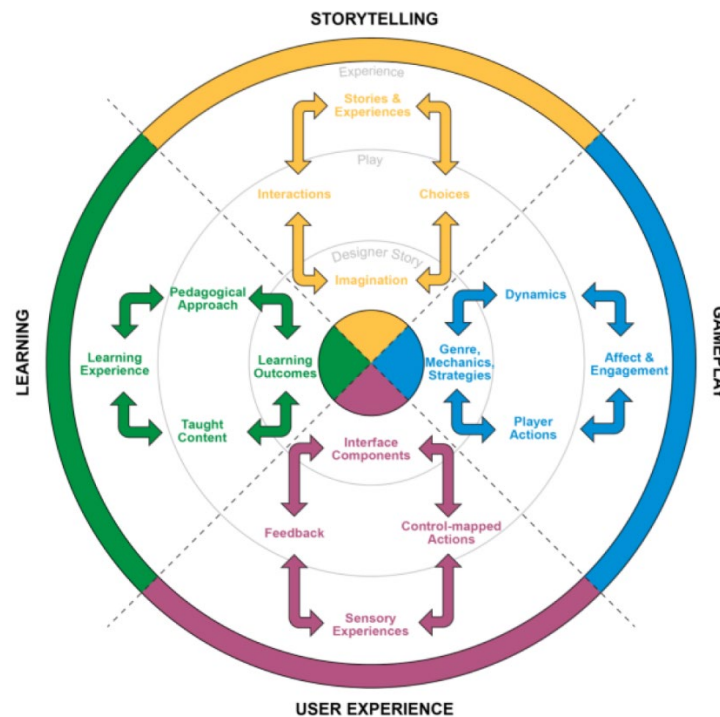 STORYTELLING
Experience
Stories &
Experiences
Play
Interactions
Choices
Designer Story
Imagination
Pedagogical
Approach
Dynamics
LEARNING
Learning
Experience
Learning
Outcomes
Genre,
Mechanics,
Strategies
Affect &
Engagement
GAMEPLAY
Taught
Content
Player
Actions
Interface
Components
Feedback
Control-mapped
Actions
Sensory
Experiences
USER EXPERIENCE